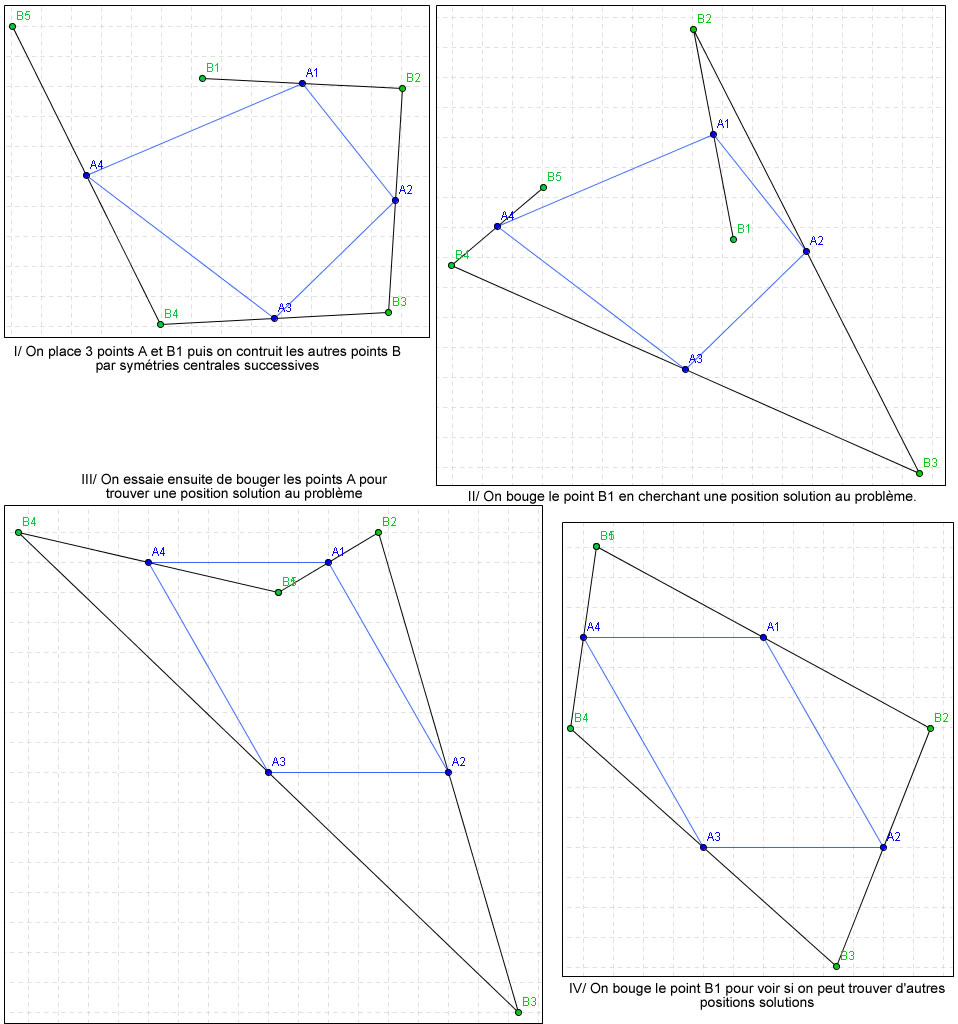 B5
B1
A1
B2
A4
A2
B4
A3
B3
I/ On place 3 points A et B1 puis on contruit les autres points B
par symétries centrales successives
B2
A1
B5
A4
B1
A2
B4
A3
B3
II/ On bouge le point B1 en cherchant une position solution au problème.
III/ On essaie ensuite de bouger les points A pour
trouver une position solution au problème
B4
B2
A4
A1
A3
A2
B3
A4
A1
B4
B2
A3
A2
B3
IV/ On bouge le point B1 pour voir si on peut trouver d'autres
positions solutions